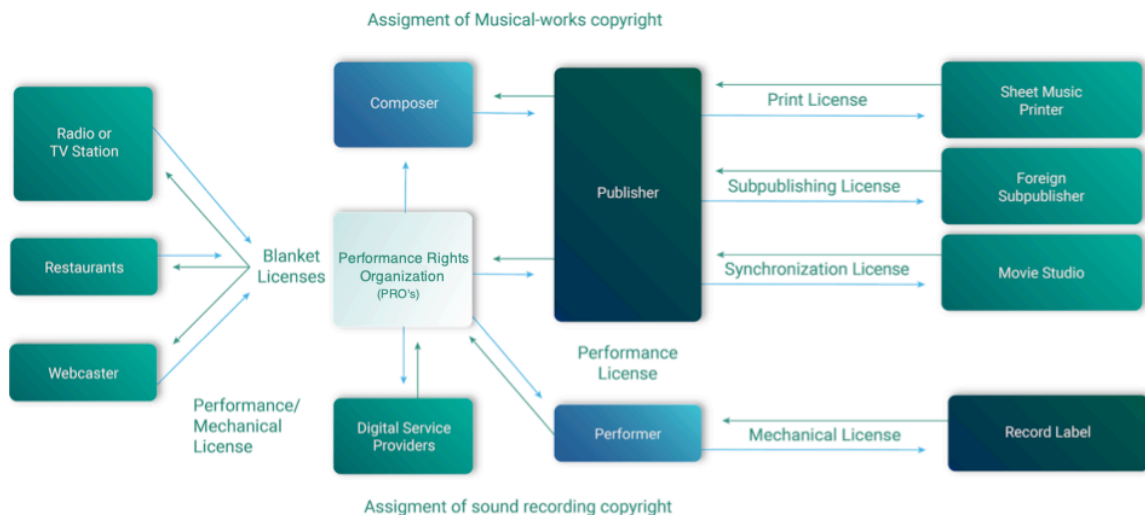 Assigment of Musical-works copyright
Radio or
TV Station
Restaurants
Webcaster
Blanket
Licenses
Performance/
Mechanical
License
Composer
Performance Rights
Organization
(PRO's)
Digital Service
Providers
Publisher
Performance
License
Performer
Print License
Subpublishing License
Synchronization License
Mechanical License
Sheet Music
Printer
Foreign
Subpublisher
Movie Studio
Record Label
Assigment of sound recording copyright